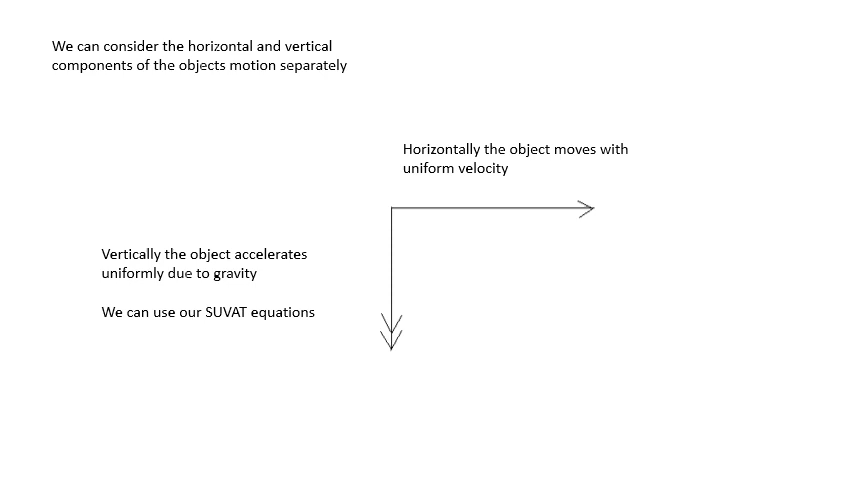 We can consider the horizontal and vertical
components of the objects motion separately
Horizontally the object moves with
uniform velocity
Vertically the object accelerates
uniformly due to gravity
We can use our SUVAT equations